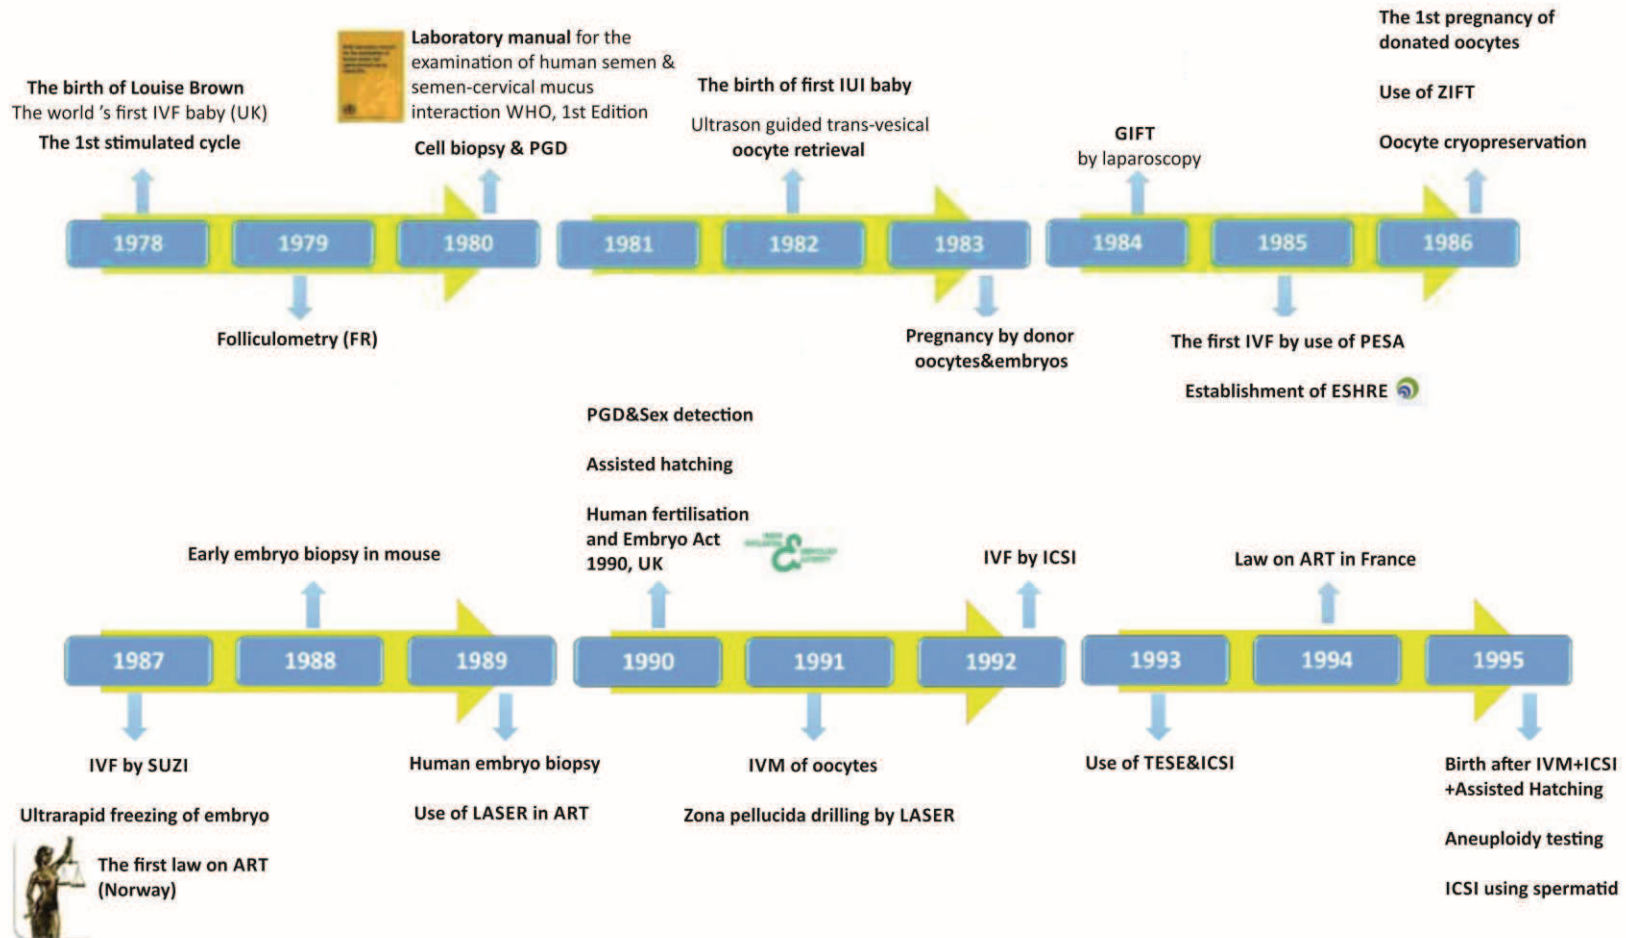 The birth of Louise Brown
The world 's first IVF baby (UK)
The 1st stimulated cycle
Laboratory manual for the
examination of human semen &
semen-cervical mucus
interaction WHO, 1st Edition
Cell biopsy & PGD
The birth of first IUI baby
Ultrason guided trans-vesical
oocyte retrieval
GIFT
by laparoscopy
The 1st pregnancy of
donated oocytes
Use of ZIFT
Oocyte cryopreservation
1978
1979
1980
1981
1982
1983
1984
1985
1986
Folliculometry (FR)
Pregnancy by donor
oocytes&embryos
The first IVF by use of PESA
Establishment of ESHRE
Early embryo biopsy in mouse
PGD&Sex detection
Assisted hatching
Human fertilisation
and Embryo Act
1990, UK
IVF by ICSI
Law on ART in France
1987
1988
1989
1990
1991
1992
1993
1994
1995
IVF by SUZI
Ultrarapid freezing of embryo
The first law on ART
(Norway)
Human embryo biopsy
Use of LASER in ART
IVM of oocytes
Zona pellucida drilling by LASER
Use of TESE&ICSI
Birth after IVM+ICSI
+Assisted Hatching
Aneuploidy testing
ICSI using spermatid